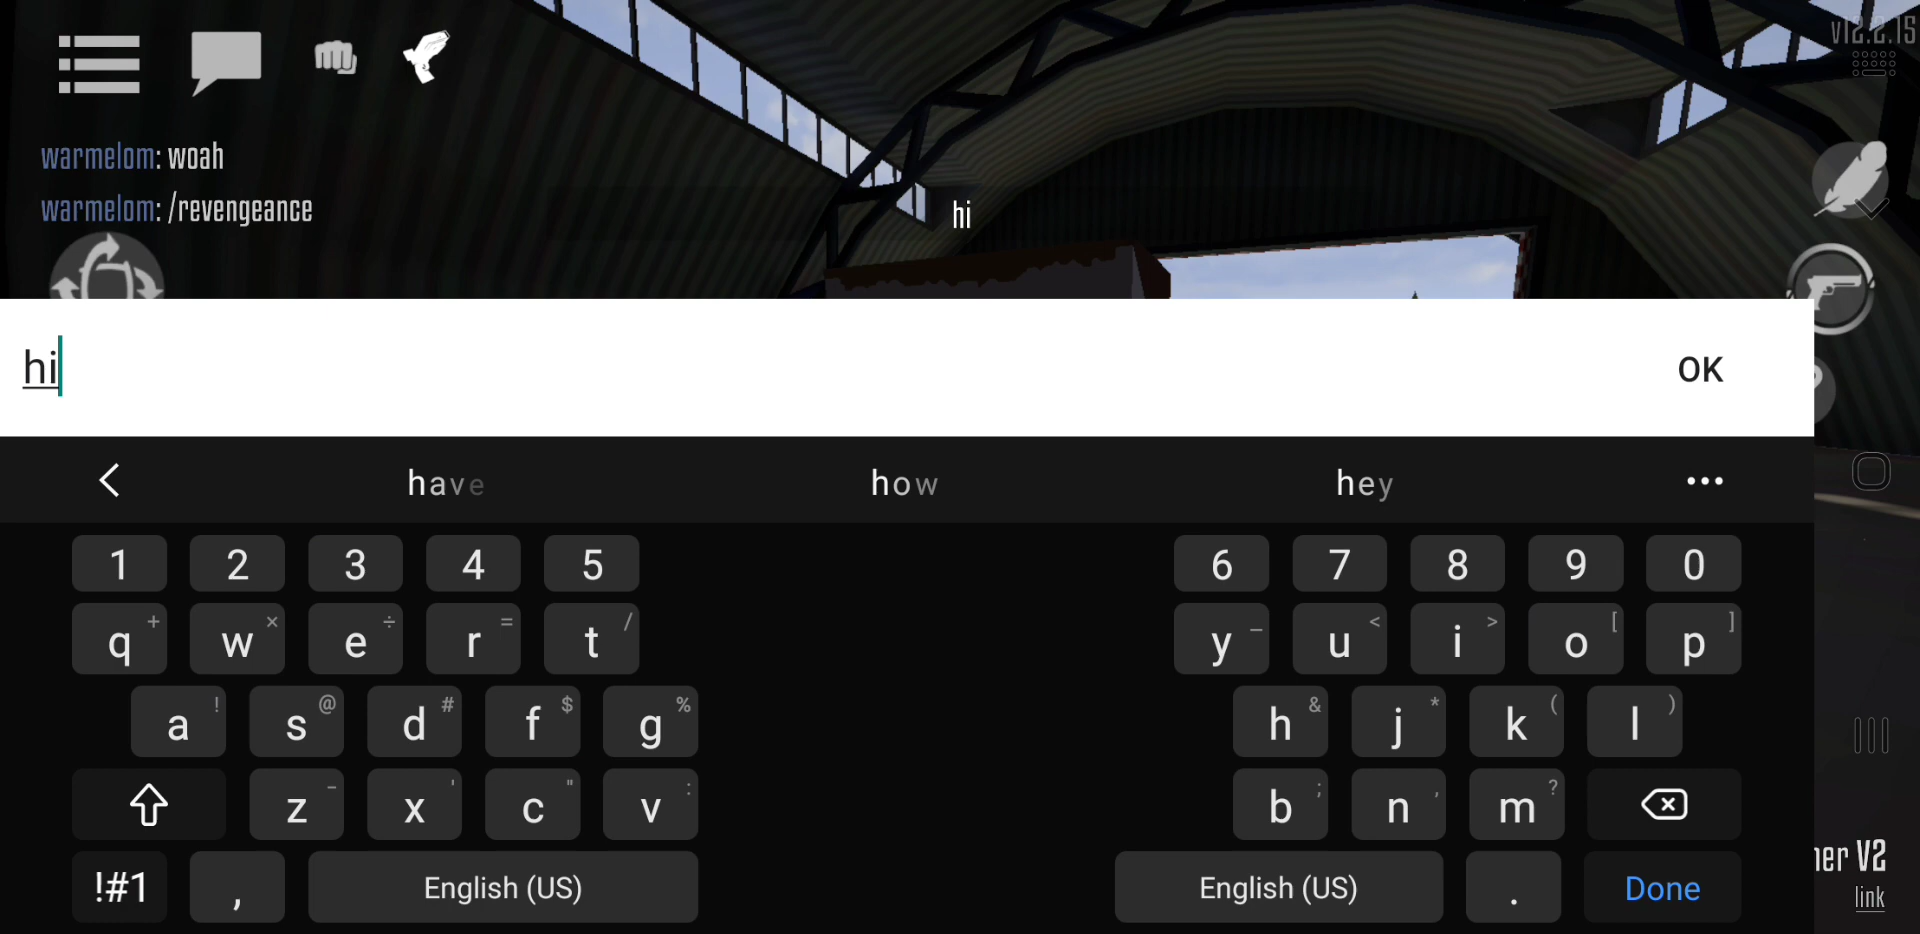 v12.2.15
warmelom: woah
warmelom: /revengeance
hi
hi
OK
have how hey
1 2 3 4 5 6 7 8 9 0
q + w × e ÷ r = t / y _ u < i > o [ p ]
a ! s @ d # f $ g % h & j * k ( l )
z - x ' c " v : b ; n , m ?
!#1 , English (US) English (US) . Done
ner V2
link